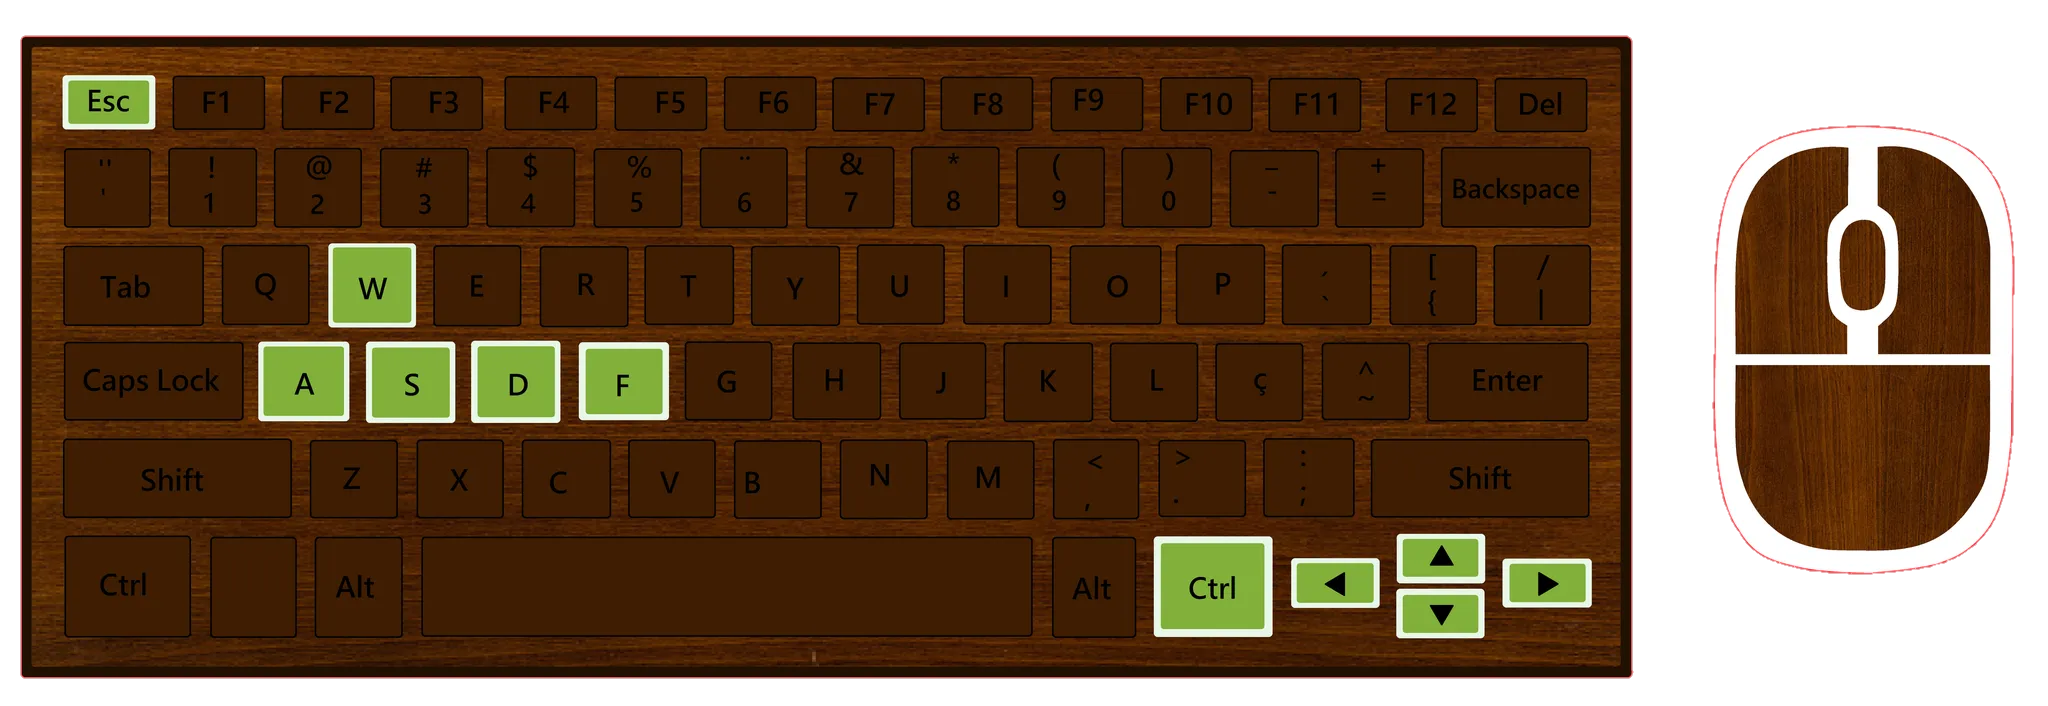 Esc F1 F2 F3 F4 F5 F6 F7 F8 F9 F10 F11 F12 Del
" ! @ # $ % ¨ & * ( ) _ +
' 1 2 3 4 5 6 7 8 9 0 - = Backspace
Tab Q W E R T Y U I O P ´ [ /
` { |
Caps Lock A S D F G H J K L ç ^ Enter
~
Shift Z X C V B N M < > : Shift
, . ;
Ctrl Alt Alt Ctrl ◀ ▲ ▶
▼